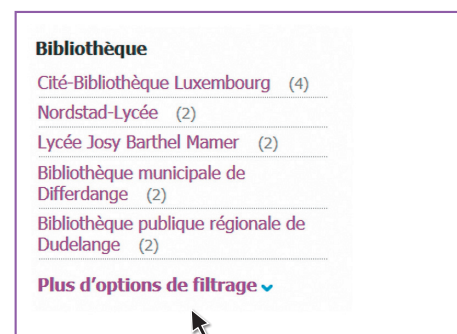 Bibliothèque
Cité-Bibliothèque Luxembourg (4)
Nordstad-Lycée (2)
Lycée Josy Barthel Mamer (2)
Bibliothèque municipale de
Differdange (2)
Bibliothèque publique régionale de
Dudelange (2)
Plus d'options de filtrage